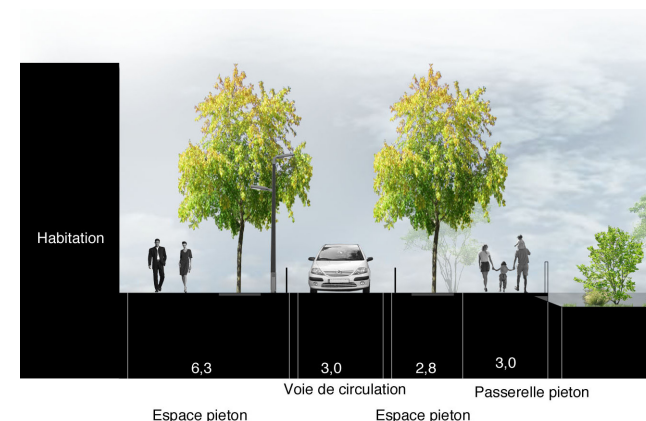 Habitation
6,3
3,0
2,8
3,0
Voie de circulation
Passerelle pieton
Espace pieton
Espace pieton